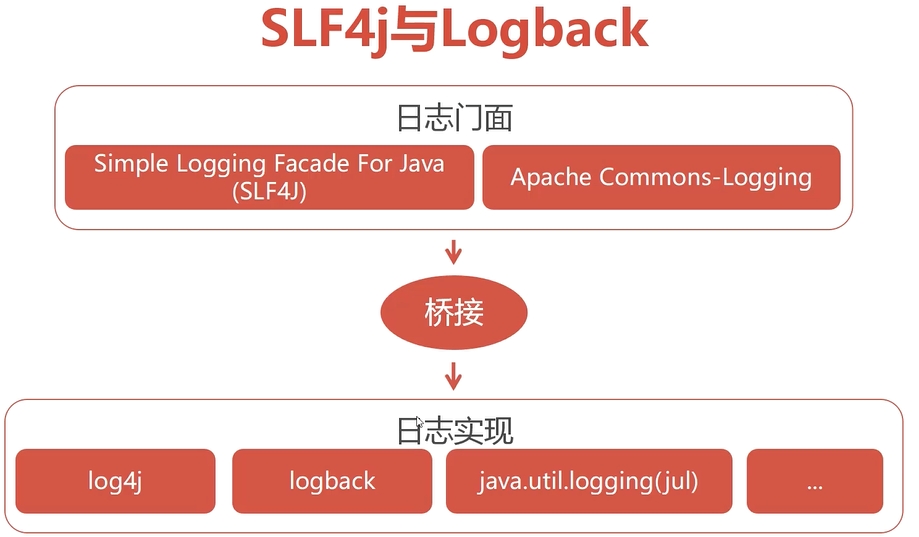 SLF4j与Logback
日志门面
Simple Logging Facade For Java
(SLF4J)
Apache Commons-Logging
桥接
日志实现
log4j
logback
java.util.logging(jul)
...